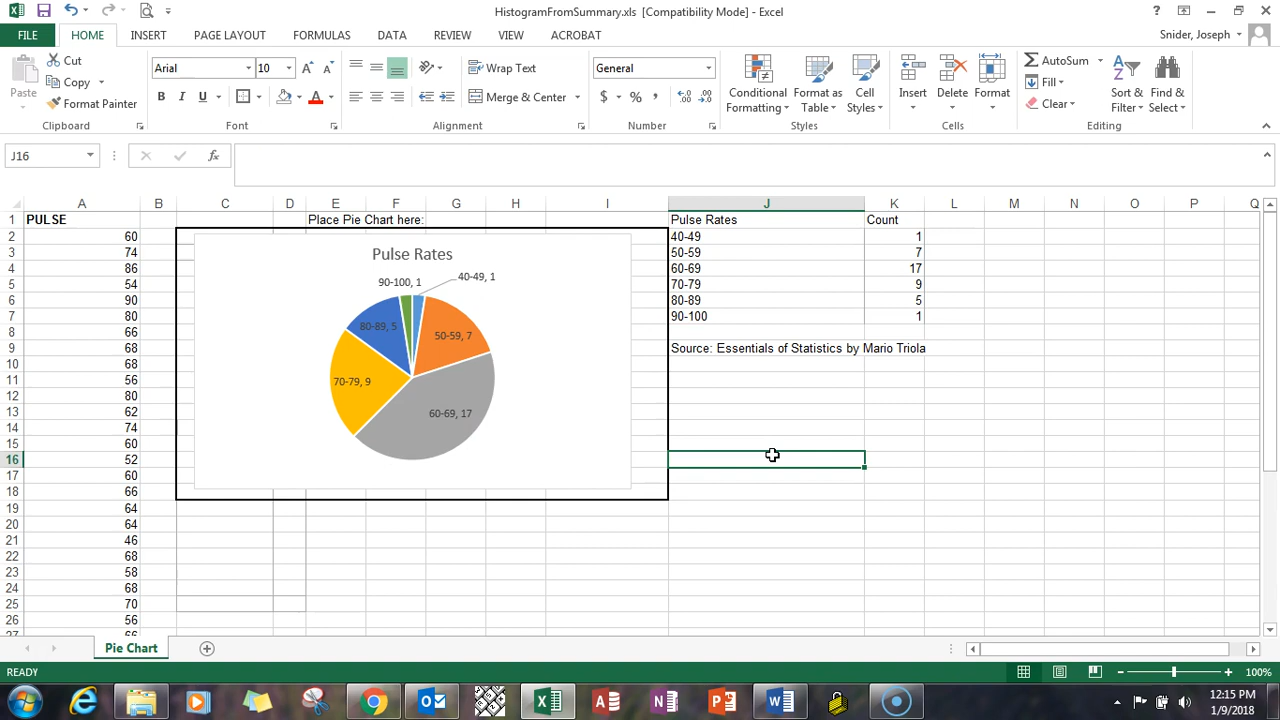 HistogramFromSummary.xls [Compatibility Mode] - Excel
FILE HOME INSERT PAGE LAYOUT FORMULAS DATA REVIEW VIEW ACROBAT Snider, Joseph
Paste
Cut
Copy
Format Painter
Clipboard
Arial 10
B I U
Font
Wrap Text
Merge & Center
Alignment
General
$ % ,
Number
Conditional Formatting
Format as Table
Cell Styles
Styles
Insert
Delete
Format
Cells
AutoSum
Fill
Clear
Sort & Filter
Find & Select
Editing
J16
fx
A B C D E F G H I J K L M N O P Q
1 PULSE Place Pie Chart here: Pulse Rates Count
2 60 40-49 1
3 74 50-59 7
4 86 60-69 17
5 54 70-79 9
6 90 80-89 5
7 80 90-100 1
8 66
9 68 Source: Essentials of Statistics by Mario Triola
10 68
11 56
12 80
13 62
14 74
15 60
16 52
17 60
18 66
19 64
20 64
21 46
22 68
23 58
24 68
25 70
26 56
27 66
Pulse Rates
90-100, 1
40-49, 1
80-89, 5
50-59, 7
70-79, 9
60-69, 17
Pie Chart
READY 100%
12:15 PM
1/9/2018